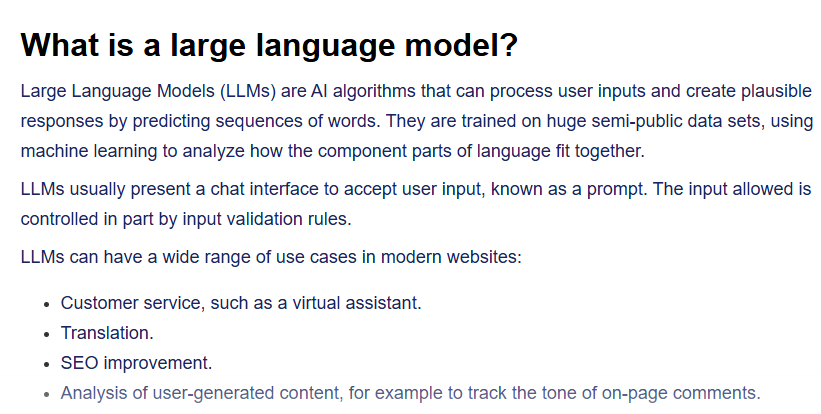 What is a large language model?
Large Language Models (LLMs) are AI algorithms that can process user inputs and create plausible
responses by predicting sequences of words. They are trained on huge semi-public data sets, using
machine learning to analyze how the component parts of language fit together.
LLMs usually present a chat interface to accept user input, known as a prompt. The input allowed is
controlled in part by input validation rules.
LLMs can have a wide range of use cases in modern websites:
• Customer service, such as a virtual assistant.
• Translation.
• SEO improvement.
• Analysis of user-generated content, for example to track the tone of on-page comments.